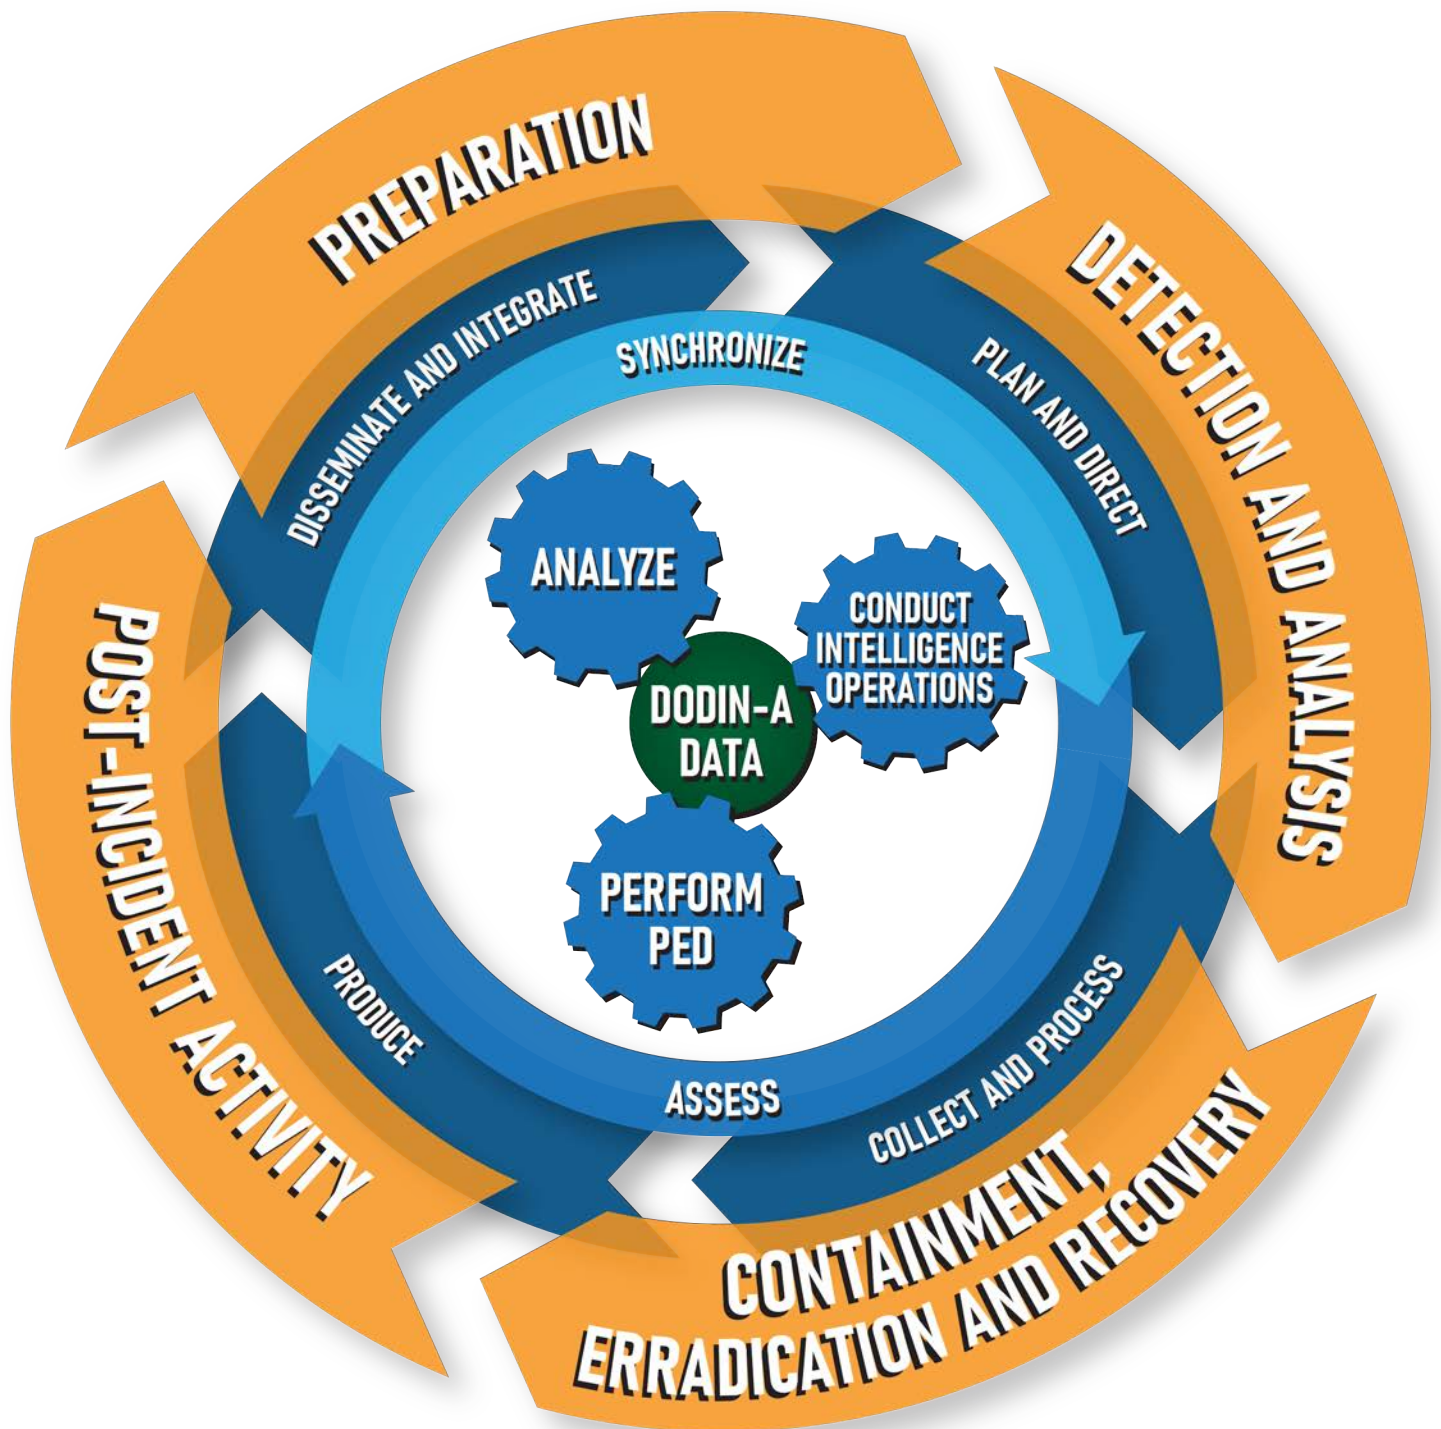 PREPARATION
DETECTION AND ANALYSIS
CONTAINMENT,
ERRADICATION AND RECOVERY
POST-INCIDENT ACTIVITY
DISSEMINATE AND INTEGRATE
PLAN AND DIRECT
COLLECT AND PROCESS
PRODUCE
SYNCHRONIZE
ASSESS
ANALYZE
CONDUCT
INTELLIGENCE
OPERATIONS
DODIN-A
DATA
PERFORM
PED